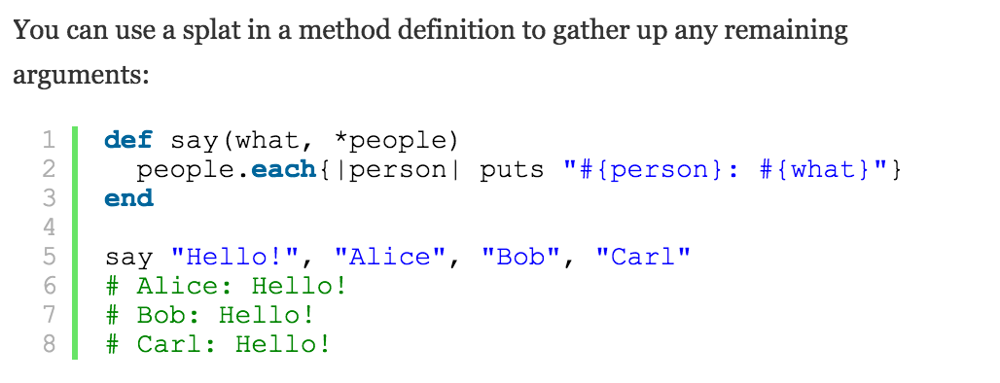 You can use a splat in a method definition to gather up any remaining
arguments:
1 def say(what, *people)
2   people.each{|person| puts "#{person}: #{what}"}
3 end
4
5 say "Hello!", "Alice", "Bob", "Carl"
6 # Alice: Hello!
7 # Bob: Hello!
8 # Carl: Hello!